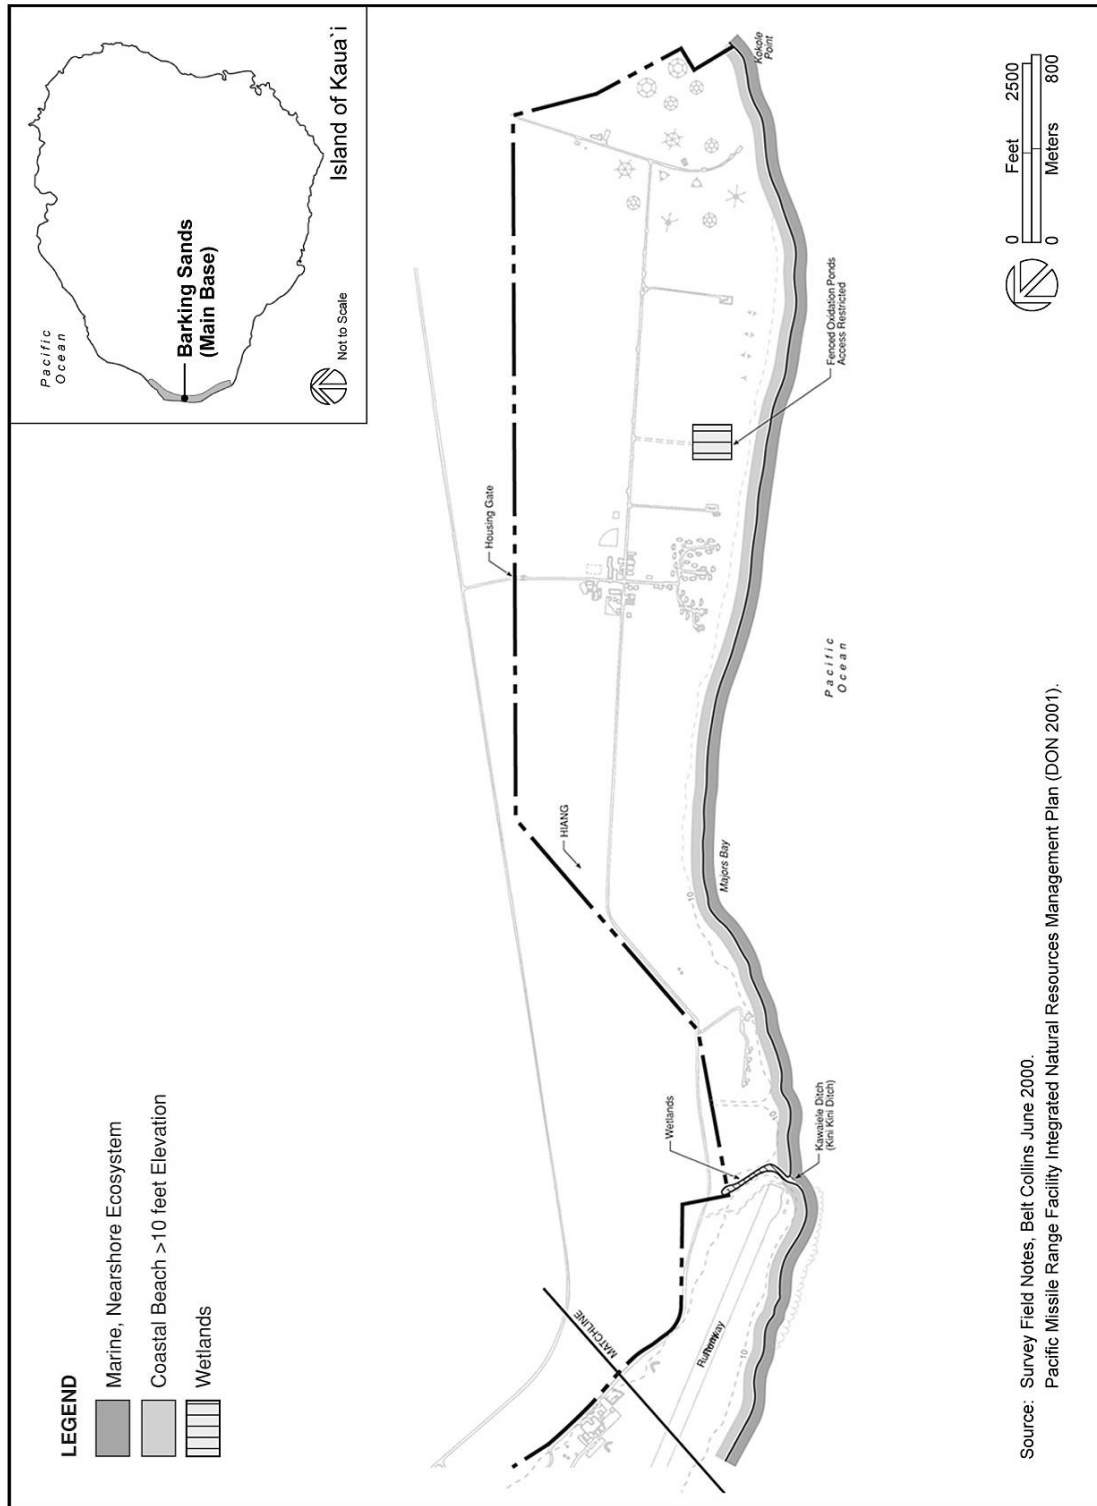 LEGEND
Marine, Nearshore Ecosystem
Coastal Beach >10 feet Elevation
Wetlands
Pacific
Ocean
Barking Sands
(Main Base)
Not to Scale
Island of Kaua`i
MATCHLINE
Runway
10
Wetlands
Kawaiele Ditch
(Kini Kini Ditch)
10
HIANG
10
Majors Bay
Housing Gate
Pacific
Ocean
Fenced Oxidation Ponds
Access Restricted
Kokole
Point
Source: Survey Field Notes, Belt Collins June 2000.
Pacific Missile Range Facility Integrated Natural Resources Management Plan (DON 2001).
0 Feet 2500
0 Meters 800